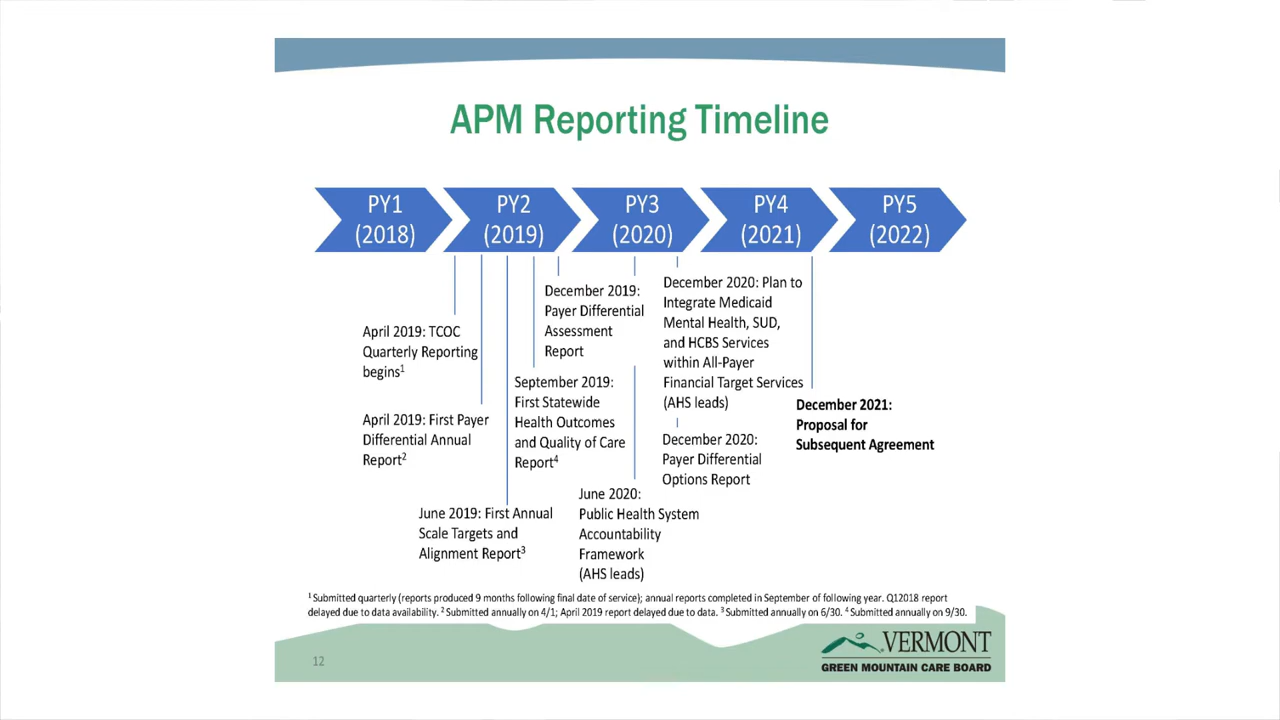 APM Reporting Timeline
PY1
(2018)
PY2
(2019)
PY3
(2020)
PY4
(2021)
PY5
(2022)
April 2019: TCOC
Quarterly Reporting
begins1
April 2019: First Payer
Differential Annual
Report2
June 2019: First Annual
Scale Targets and
Alignment Report3
September 2019:
First Statewide
Health Outcomes
and Quality of Care
Report4
December 2019:
Payer Differential
Assessment
Report
June 2020:
Public Health System
Accountability
Framework
(AHS leads)
December 2020: Plan to
Integrate Medicaid
Mental Health, SUD,
and HCBS Services
within All-Payer
Financial Target Services
(AHS leads)
December 2020:
Payer Differential
Options Report
December 2021:
Proposal for
Subsequent Agreement
1 Submitted quarterly (reports produced 9 months following final date of service); annual reports completed in September of following year. Q12018 report
delayed due to data availability. 2 Submitted annually on 4/1; April 2019 report delayed due to data. 3 Submitted annually on 6/30. 4 Submitted annually on 9/30.
12
VERMONT
GREEN MOUNTAIN CARE BOARD